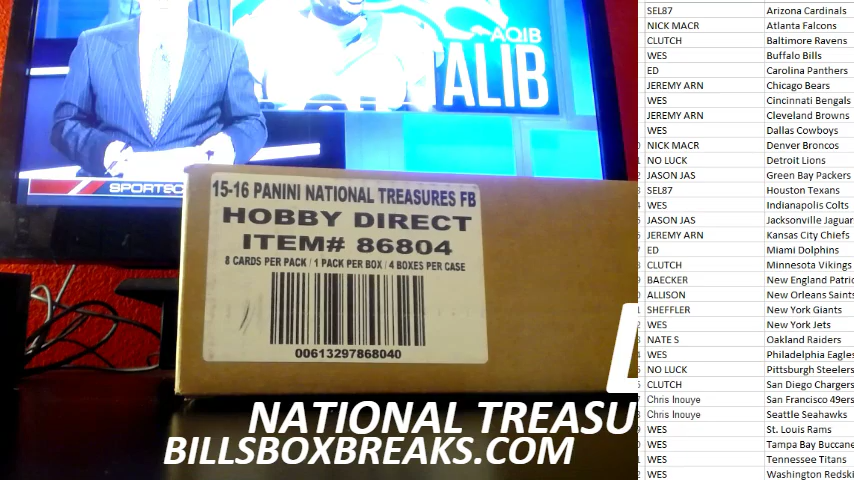 AQIB
TALIB
SPORTEC
15-16 PANINI NATIONAL TREASURES FB
HOBBY DIRECT
ITEM# 86804
8 CARDS PER PACK / 1 PACK PER BOX / 4 BOXES PER CASE
00613297868040
NATIONAL TREASU
BILLSBOXBREAKS.COM
SEL87 Arizona Cardinals
NICK MACR Atlanta Falcons
CLUTCH Baltimore Ravens
WES Buffalo Bills
ED Carolina Panthers
JEREMY ARN Chicago Bears
WES Cincinnati Bengals
JEREMY ARN Cleveland Browns
WES Dallas Cowboys
NICK MACR Denver Broncos
NO LUCK Detroit Lions
JASON JAS Green Bay Packers
SEL87 Houston Texans
WES Indianapolis Colts
JASON JAS Jacksonville Jaguar
JEREMY ARN Kansas City Chiefs
ED Miami Dolphins
CLUTCH Minnesota Vikings
BAECKER New England Patri
ALLISON New Orleans Saints
SHEFFLER New York Giants
WES New York Jets
NATE S Oakland Raiders
WES Philadelphia Eagles
NO LUCK Pittsburgh Steelers
CLUTCH San Diego Chargers
Chris Inouye San Francisco 49ers
Chris Inouye Seattle Seahawks
WES St. Louis Rams
WES Tampa Bay Buccane
WES Tennessee Titans
WES Washington Redski